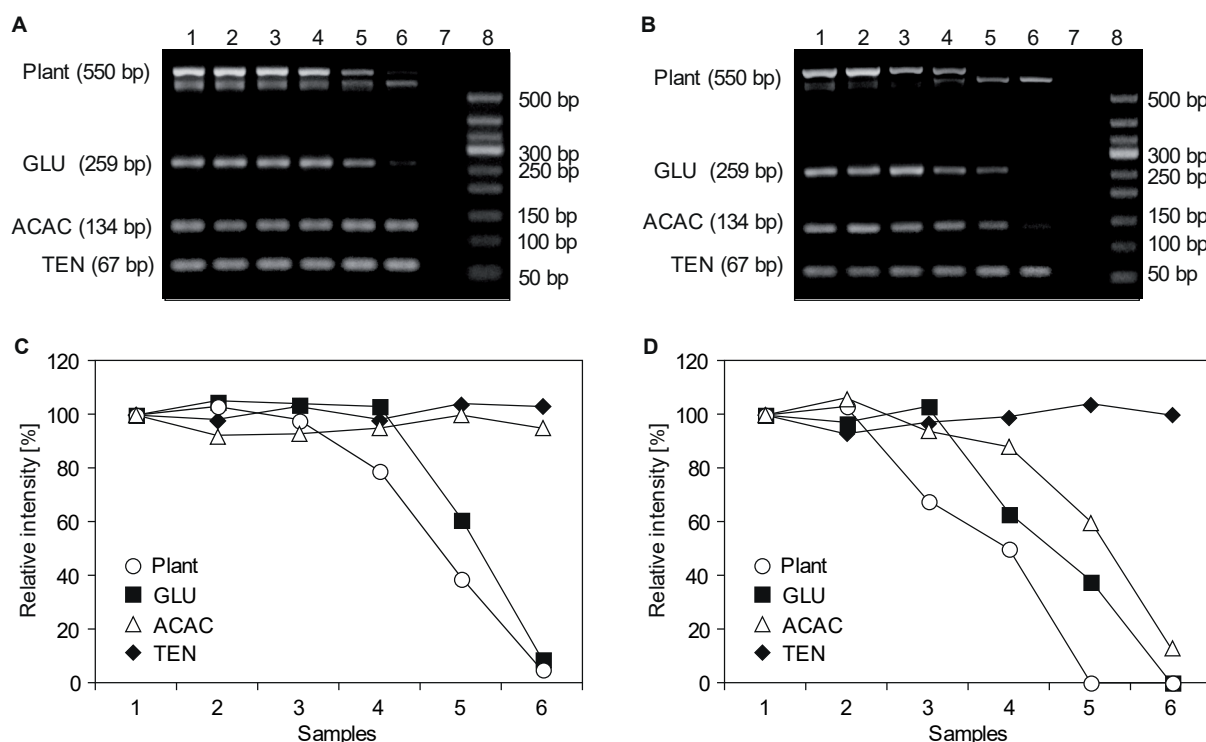 A
1 2 3 4 5 6 7 8
Plant (550 bp)
GLU (259 bp)
ACAC (134 bp)
TEN (67 bp)
500 bp
300 bp
250 bp
150 bp
100 bp
50 bp
B
1 2 3 4 5 6 7 8
Plant (550 bp)
GLU (259 bp)
ACAC (134 bp)
TEN (67 bp)
500 bp
300 bp
250 bp
150 bp
100 bp
50 bp
C
Relative intensity [%]
120
100
80
60
40
20
0
Plant
GLU
ACAC
TEN
1 2 3 4 5 6
Samples
D
Relative intensity [%]
120
100
80
60
40
20
0
Plant
GLU
ACAC
TEN
1 2 3 4 5 6
Samples